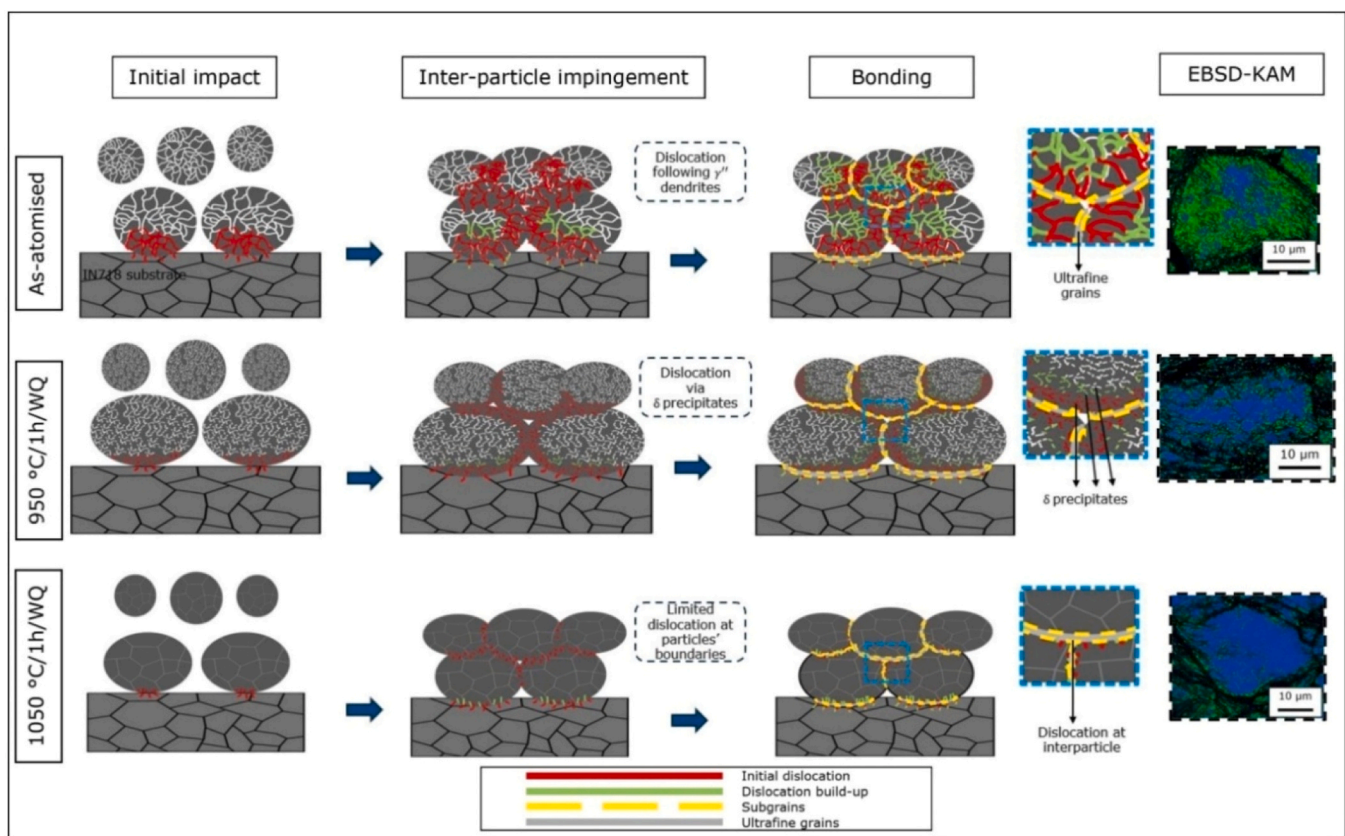 Initial impact
Inter-particle impingement
Bonding
EBSD-KAM
As-atomised
IN718 substrate
Dislocation
following γ''
dendrites
Ultrafine
grains
10 μm
950 °C/1h/WQ
Dislocation
via
δ precipitates
δ precipitates
10 μm
1050 °C/1h/WQ
Limited
dislocation at
particles'
boundaries
Dislocation at
interparticle
10 μm
Initial dislocation
Dislocation build-up
Subgrains
Ultrafine grains